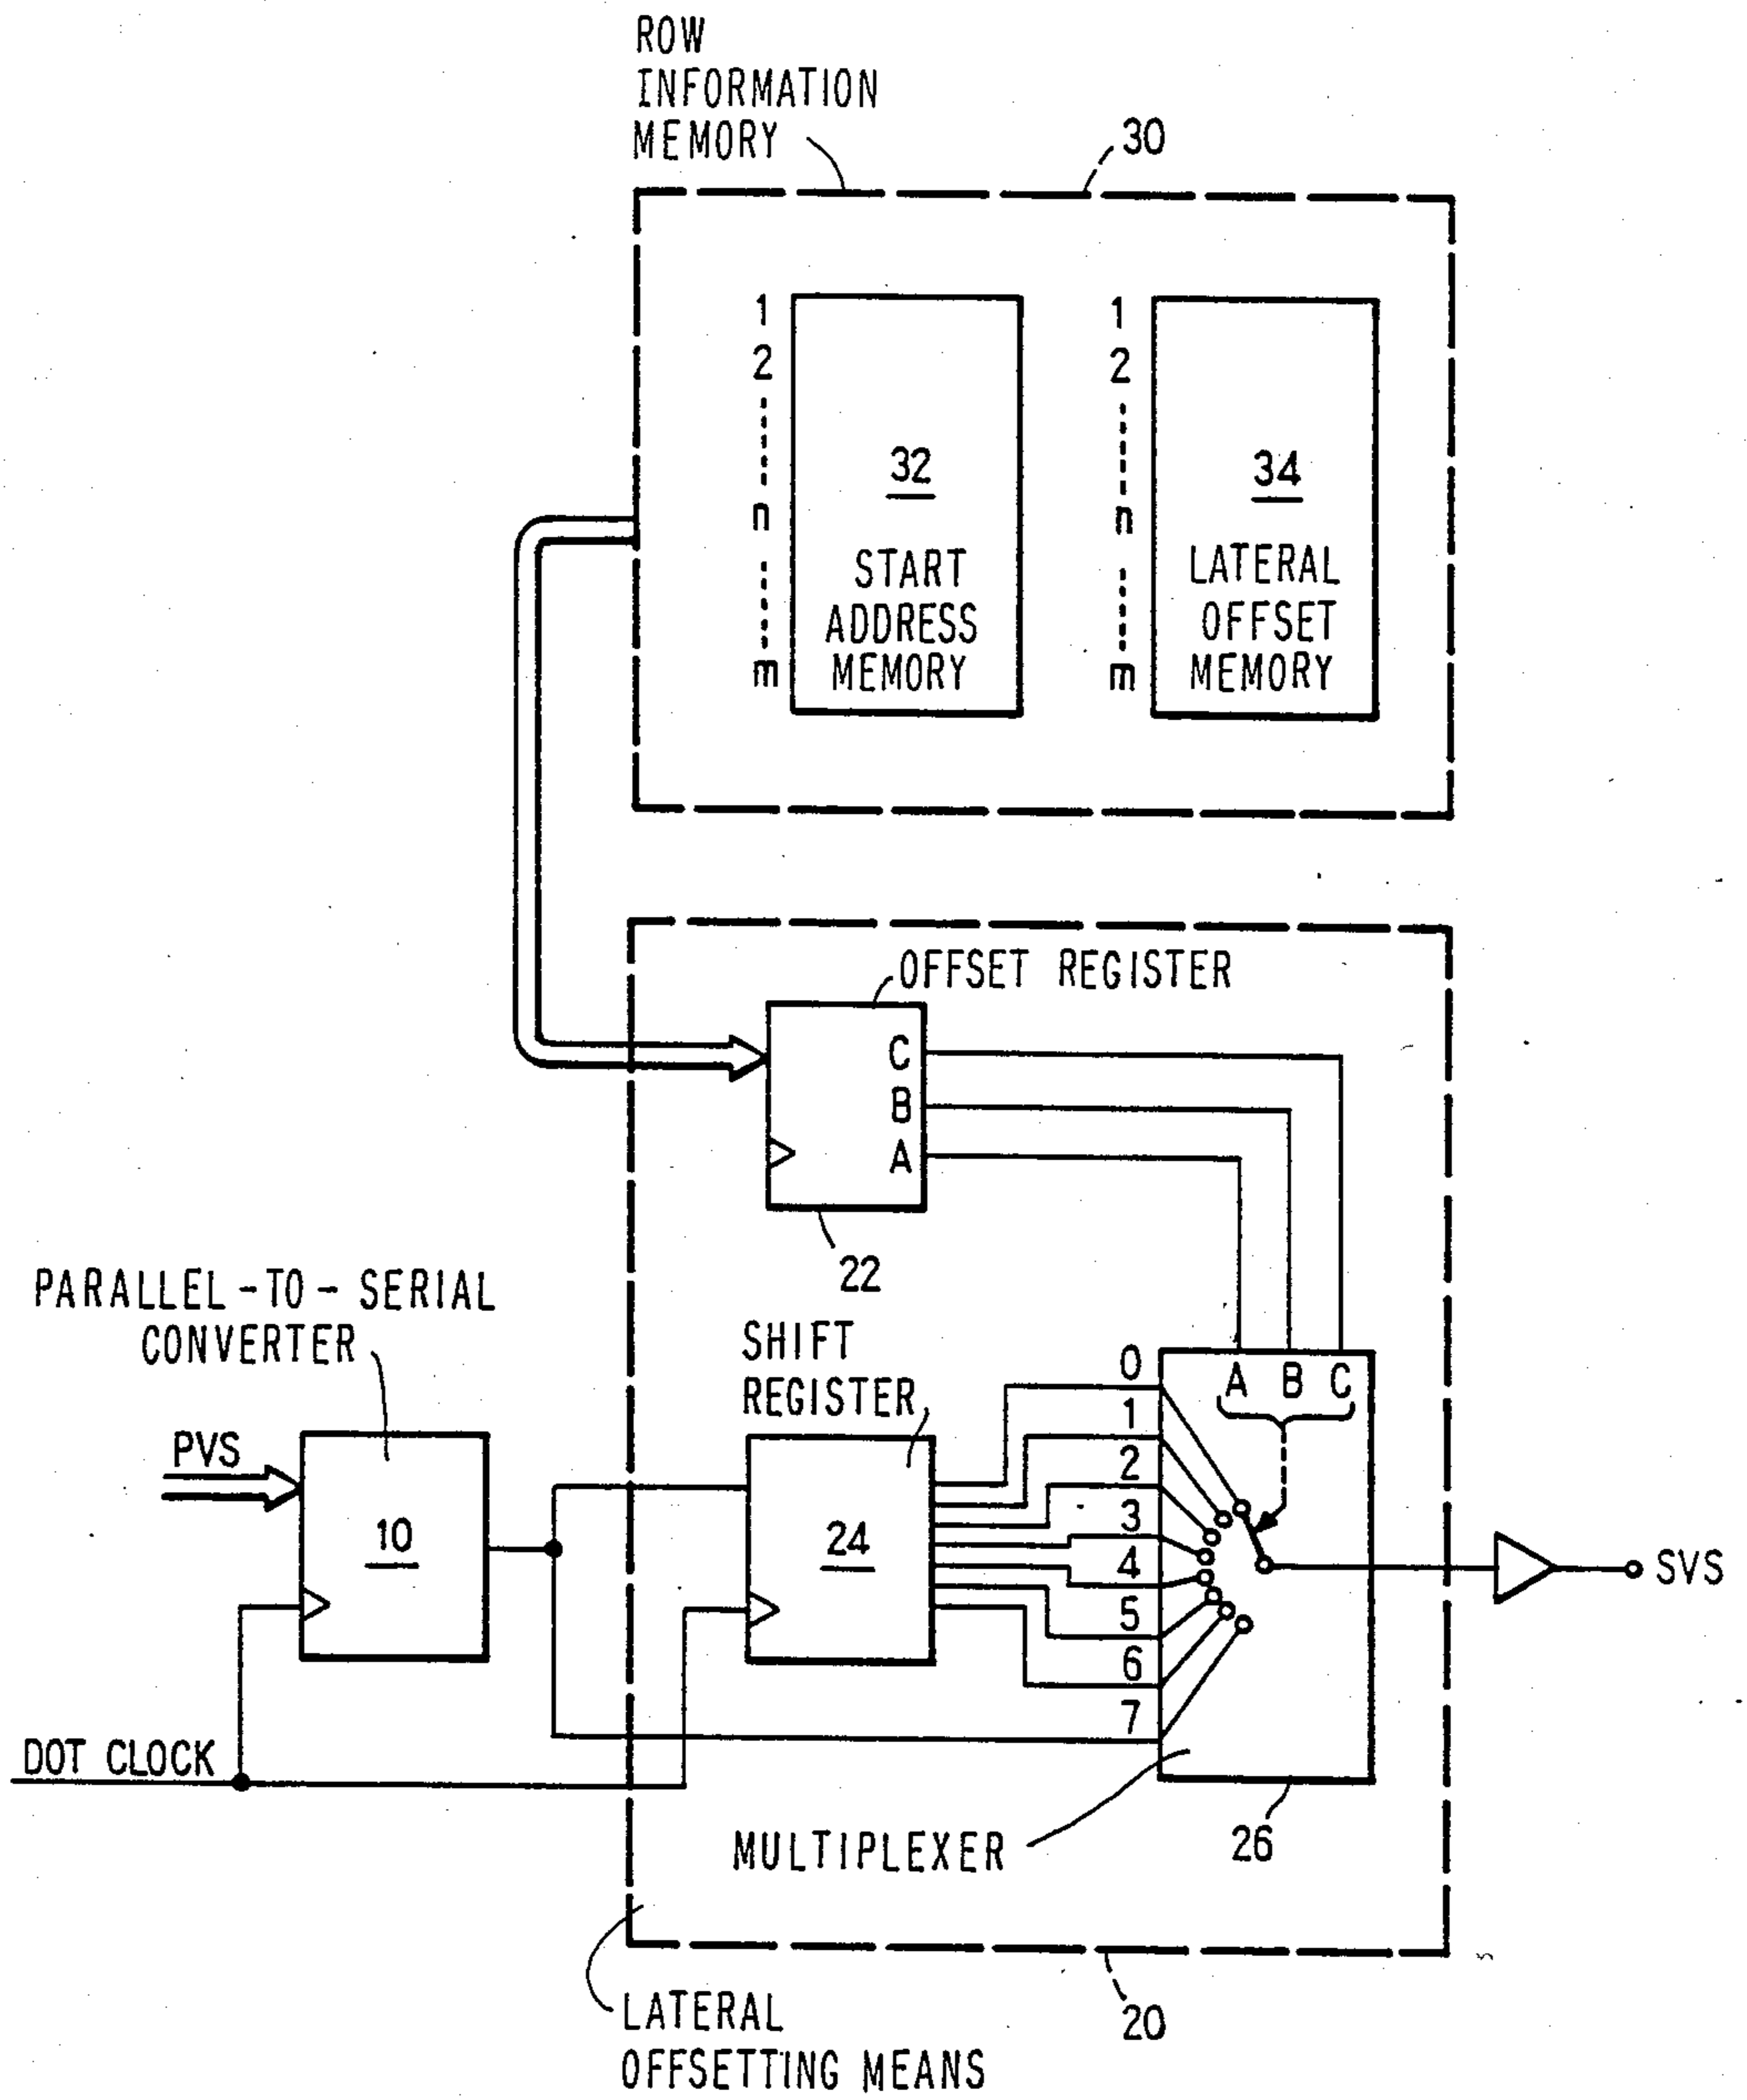 ROW
INFORMATION
MEMORY
30
1
2
n
m
32
START
ADDRESS
MEMORY
1
2
n
m
34
LATERAL
OFFSET
MEMORY
OFFSET REGISTER
C
B
A
22
PARALLEL-TO-SERIAL
CONVERTER
PVS
10
DOT CLOCK
SHIFT
REGISTER
24
0
1
2
3
4
5
6
7
A B C
SVS
MULTIPLEXER
26
LATERAL
OFFSETTING MEANS
20